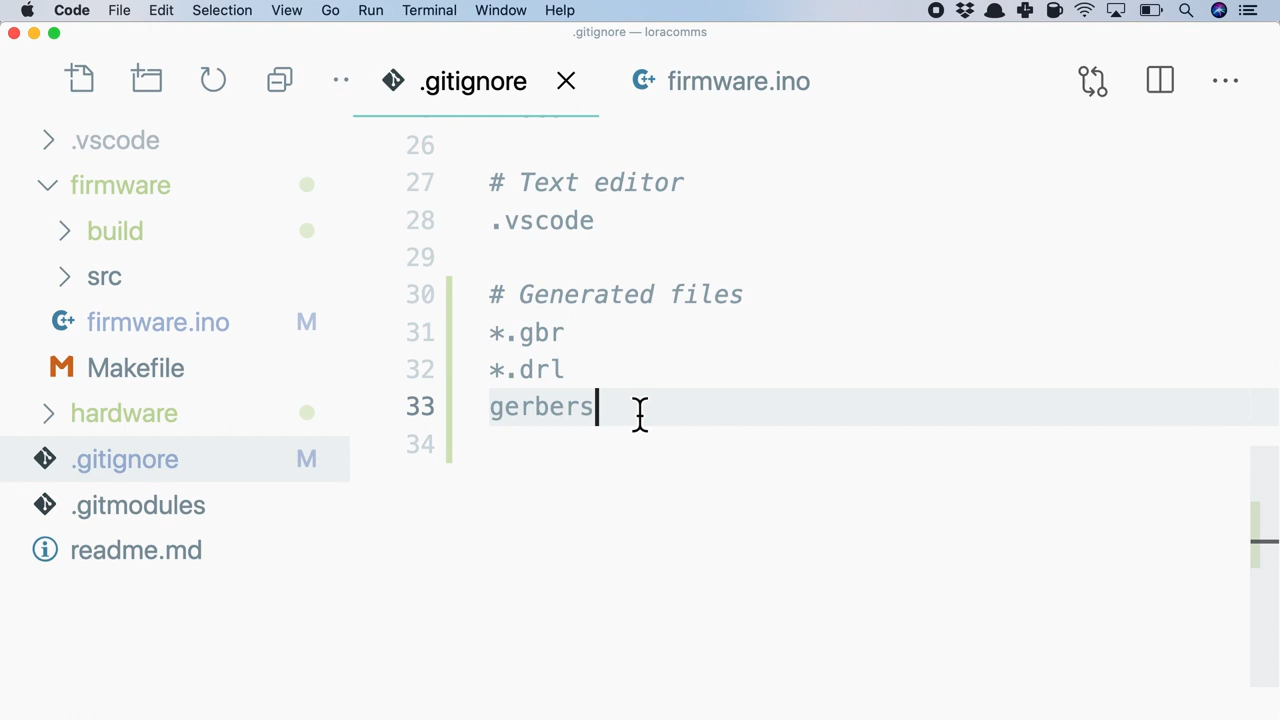 Code File Edit Selection View Go Run Terminal Window Help
.gitignore — loracomms
.gitignore firmware.ino
.vscode
firmware
build
src
firmware.ino M
Makefile
hardware
.gitignore M
.gitmodules
readme.md
26
27 # Text editor
28 .vscode
29
30 # Generated files
31 *.gbr
32 *.drl
33 gerbers
34